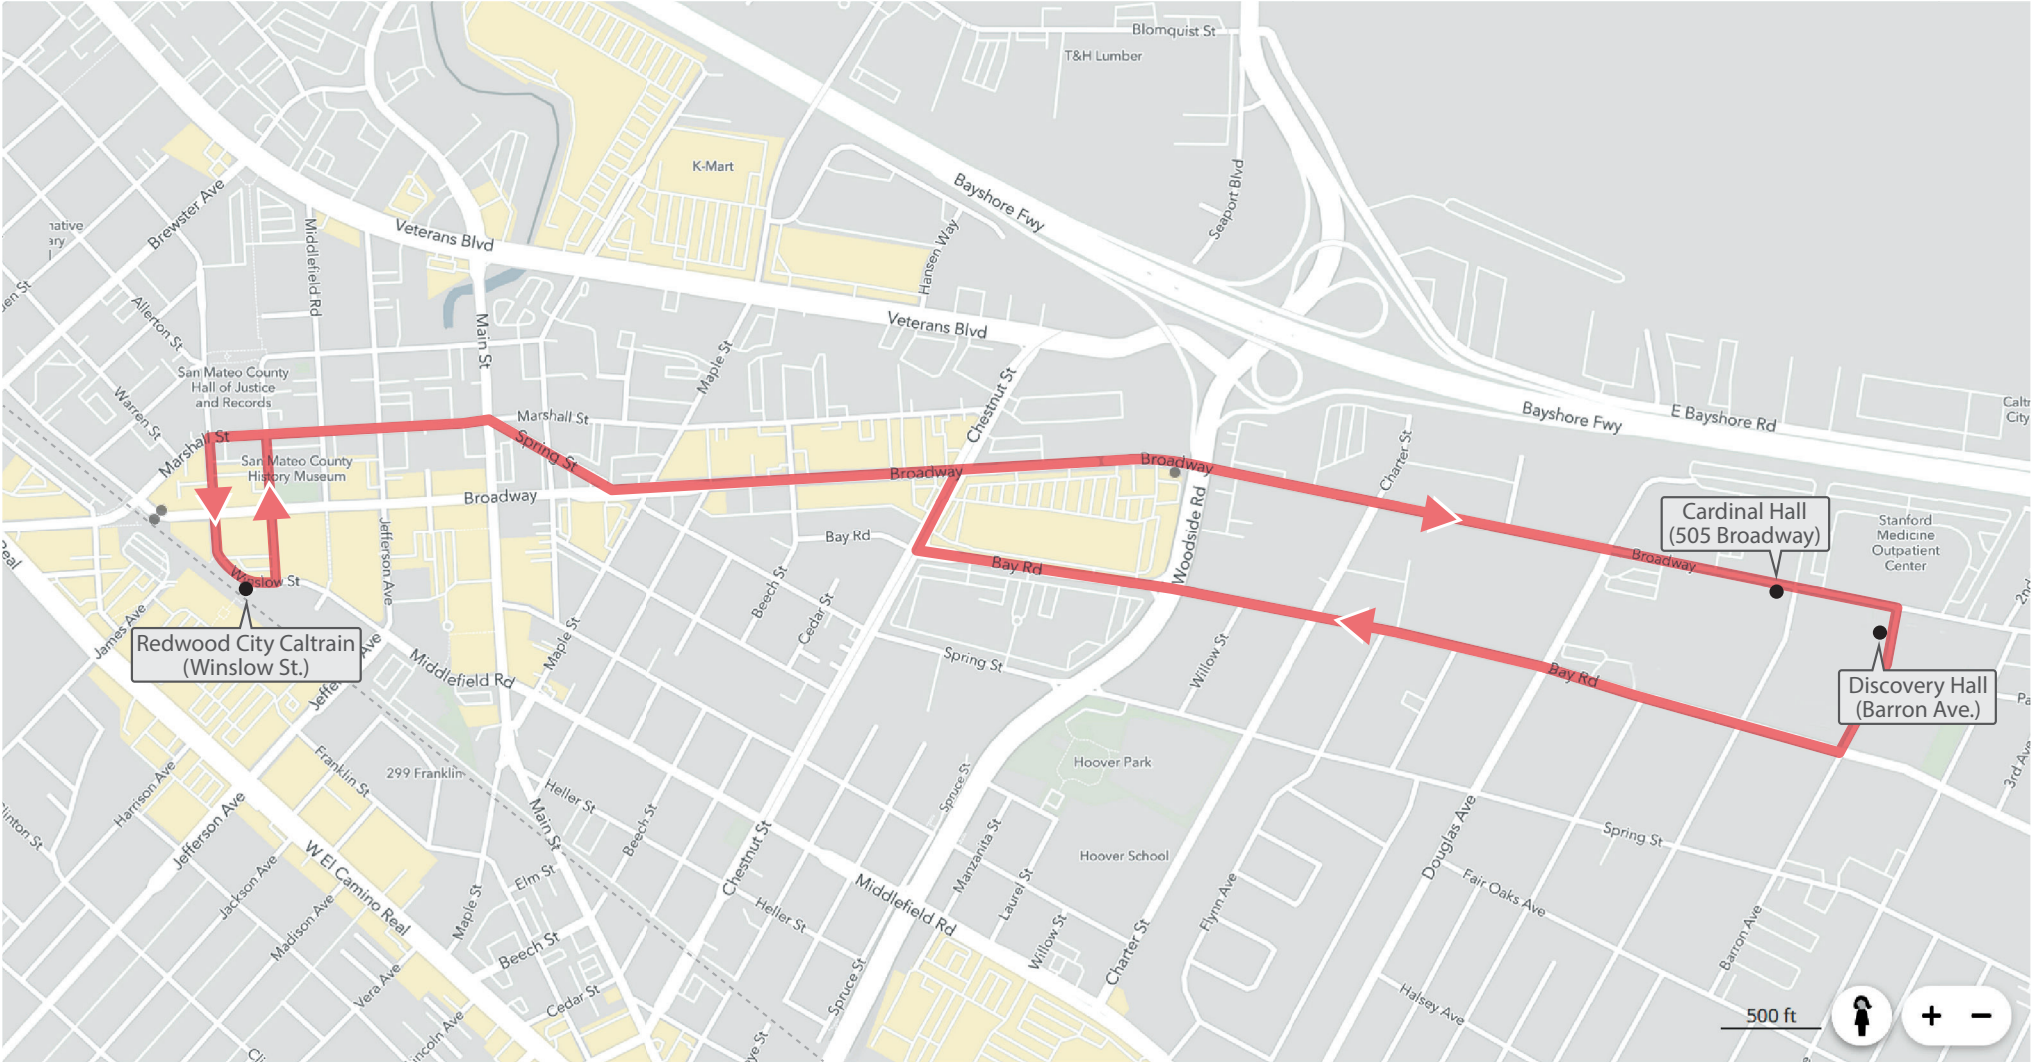 Blomquist St
T&H Lumber
K-Mart
Bayshore Fwy
Seaport Blvd
Brewster Ave
Middlefield Rd
Veterans Blvd
Hansen Way
Allerton St
Main St
Veterans Blvd
Maple St
San Mateo County
Hall of Justice
and Records
Warren St
Chestnut St
Marshall St
Bayshore Fwy
E Bayshore Rd
Marshall St
Spring St
Charter St
San Mateo County
History Museum
Broadway
Broadway
Broadway
Woodside Rd
Cardinal Hall
(505 Broadway)
Stanford
Medicine
Outpatient
Center
Broadway
Jefferson Ave
Bay Rd
Bay Rd
Winslow St
Beech St
Cedar St
James Ave
Redwood City Caltrain
(Winslow St.)
Maple St
Middlefield Rd
Spring St
Willow St
Bay Rd
Discovery Hall
(Barron Ave.)
Franklin St
299 Franklin
Harrison Ave
Heller St
Beech St
Main St
Spruce St
Hoover Park
3rd Ave
Jefferson Ave
Chestnut St
Manzanita St
Hoover School
Douglas Ave
Spring St
W El Camino Real
Jackson Ave
Elm St
Maple St
Heller St
Middlefield Rd
Laurel St
Flynn Ave
Fair Oaks Ave
Madison Ave
Beech St
Willow St
Charter St
Barron Ave
Vera Ave
Cedar St
Spruce St
Halsey Ave
500 ft
+ −